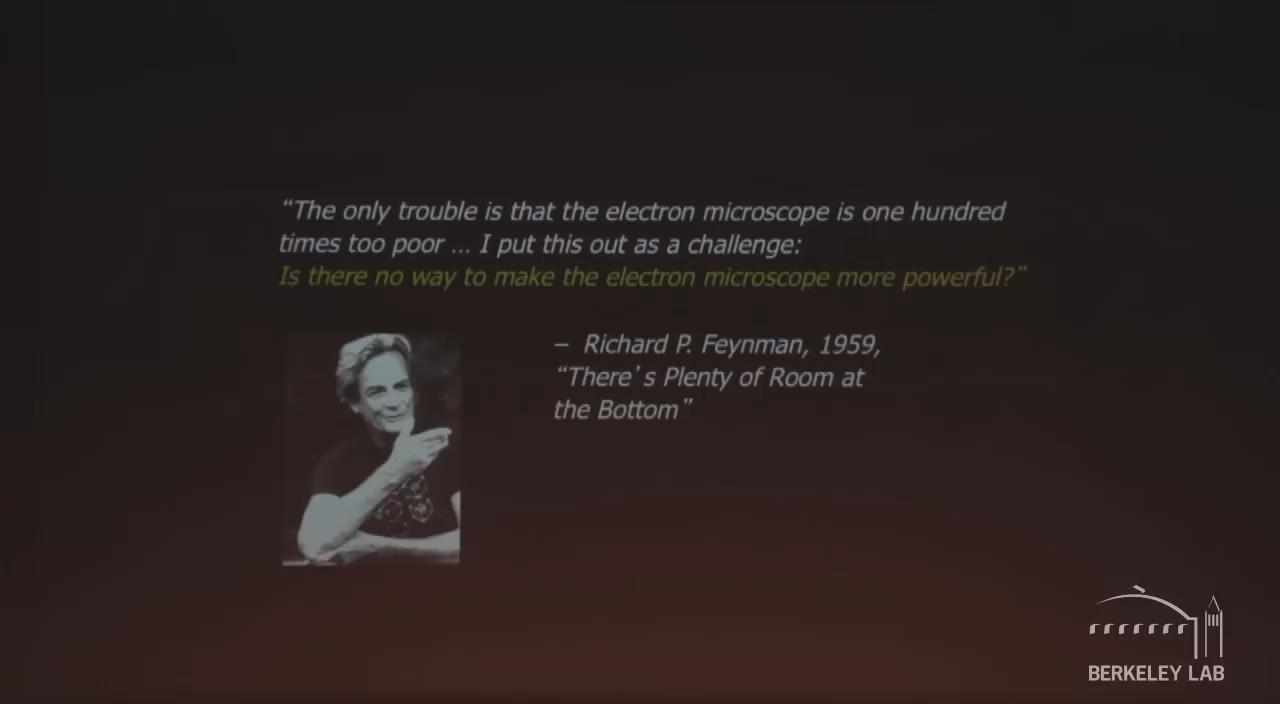 “The only trouble is that the electron microscope is one hundred
times too poor ... I put this out as a challenge:
Is there no way to make the electron microscope more powerful?”
– Richard P. Feynman, 1959,
“There’s Plenty of Room at
the Bottom”
BERKELEY LAB